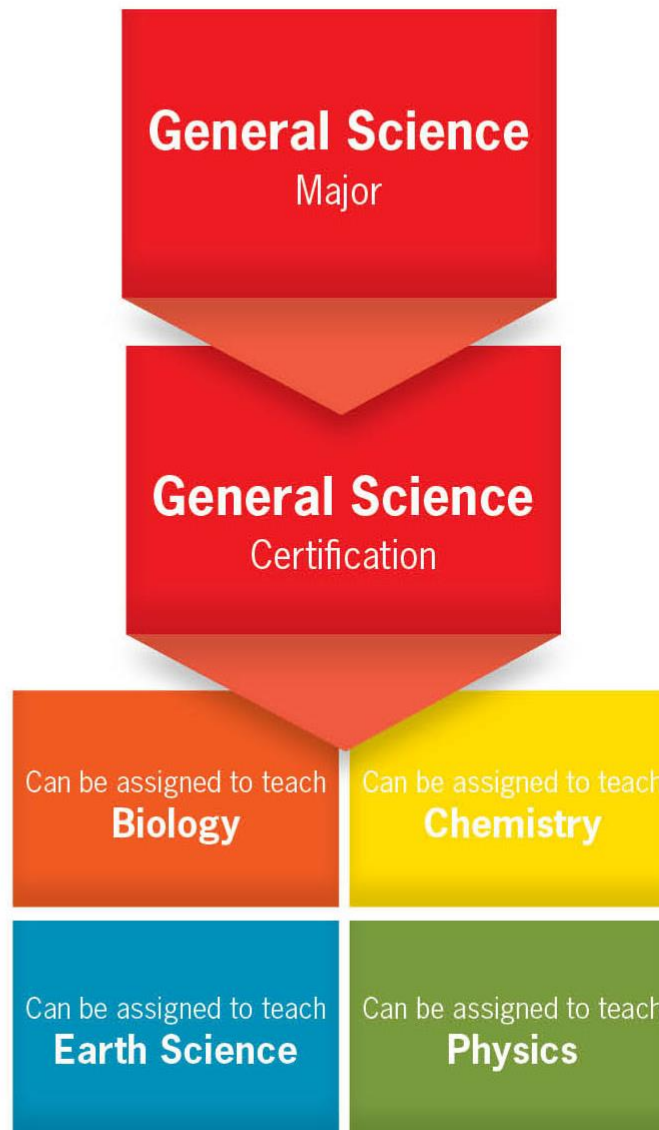 General Science
Major
General Science
Certification
Can be assigned to teach
Biology
Can be assigned to teach
Chemistry
Can be assigned to teach
Earth Science
Can be assigned to teach
Physics